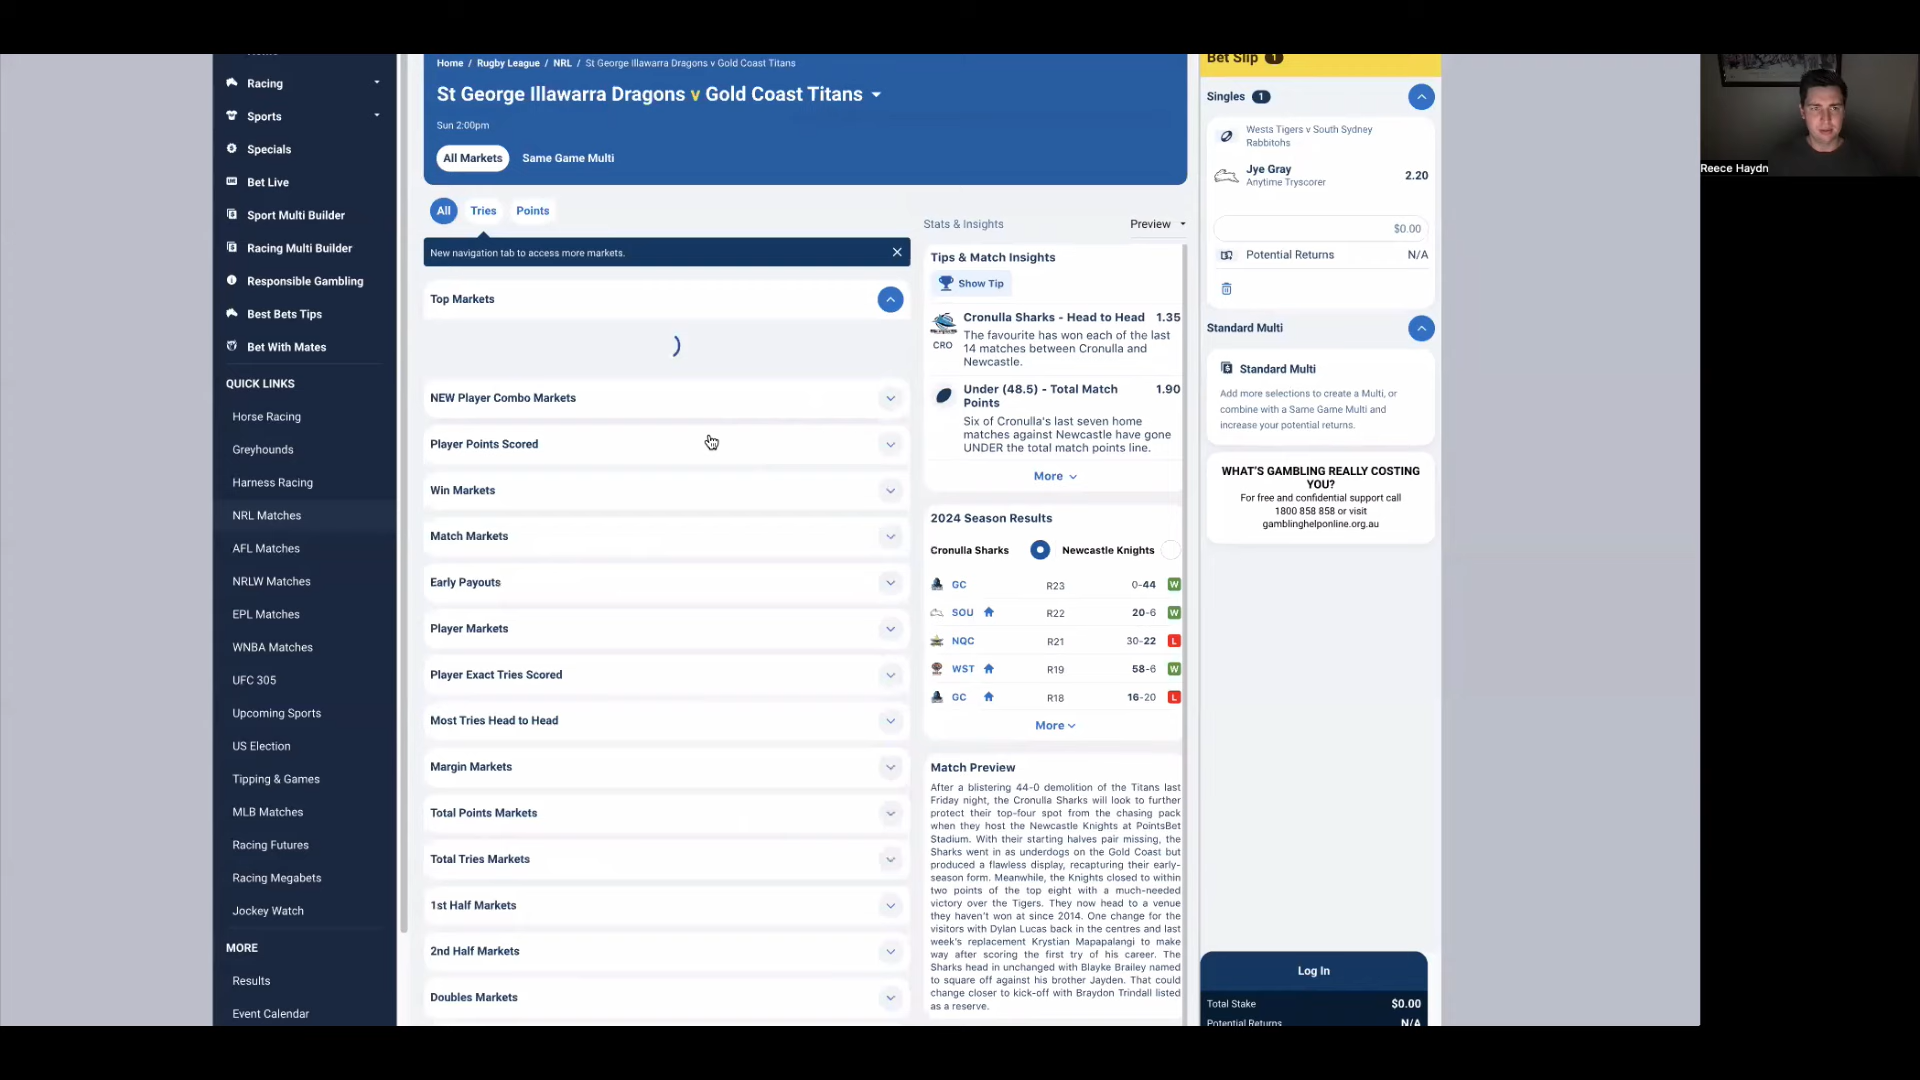 Racing
Sports
Specials
Bet Live
Sport Multi Builder
Racing Multi Builder
Responsible Gambling
Best Bets Tips
Bet With Mates
QUICK LINKS
Horse Racing
Greyhounds
Harness Racing
NRL Matches
AFL Matches
NRLW Matches
EPL Matches
WNBA Matches
UFC 305
Upcoming Sports
US Election
Tipping & Games
MLB Matches
Racing Futures
Racing Megabets
Jockey Watch
MORE
Results
Event Calendar
Home / Rugby League / NRL / St George Illawarra Dragons v Gold Coast Titans
St George Illawarra Dragons v Gold Coast Titans
Sun 2:00pm
All Markets Same Game Multi
All Tries Points
New navigation tab to access more markets.
Top Markets
NEW Player Combo Markets
Player Points Scored
Win Markets
Match Markets
Early Payouts
Player Markets
Player Exact Tries Scored
Most Tries Head to Head
Margin Markets
Total Points Markets
Total Tries Markets
1st Half Markets
2nd Half Markets
Doubles Markets
Stats & Insights Preview
Tips & Match Insights
Show Tip
CRO
Cronulla Sharks - Head to Head 1.35
The favourite has won each of the last
14 matches between Cronulla and
Newcastle.
Under (48.5) - Total Match 1.90
Points
Six of Cronulla's last seven home
matches against Newcastle have gone
UNDER the total match points line.
More
2024 Season Results
Cronulla Sharks Newcastle Knights
GC R23 0-44 W
SOU R22 20-6 W
NQC R21 30-22 L
WST R19 58-6 W
GC R18 16-20 L
More
Match Preview
After a blistering 44-0 demolition of the Titans last
Friday night, the Cronulla Sharks will look to further
protect their top-four spot from the chasing pack
when they host the Newcastle Knights at PointsBet
Stadium. With their starting halves pair missing, the
Sharks went in as underdogs on the Gold Coast but
produced a flawless display, recapturing their early-
season form. Meanwhile, the Knights closed to within
two points of the top eight with a much-needed
victory over the Tigers. They now head to a venue
they haven't won at since 2014. One change for the
visitors with Dylan Lucas back in the centres and last
week's replacement Krystian Mapapalangi to make
way after scoring the first try of his career. The
Sharks head in unchanged with Blayke Brailey named
to square off against his brother Jayden. That could
change closer to kick-off with Braydon Trindall listed
as a reserve.
Bet Slip 1
Singles 1
Wests Tigers v South Sydney
Rabbitohs
Jye Gray 2.20
Anytime Tryscorer
$0.00
Potential Returns N/A
Standard Multi
Standard Multi
Add more selections to create a Multi, or
combine with a Same Game Multi and
increase your potential returns.
WHAT'S GAMBLING REALLY COSTING
YOU?
For free and confidential support call
1800 858 858 or visit
gamblinghelponline.org.au
Log In
Total Stake $0.00
Potential Returns N/A
Reece Haydn